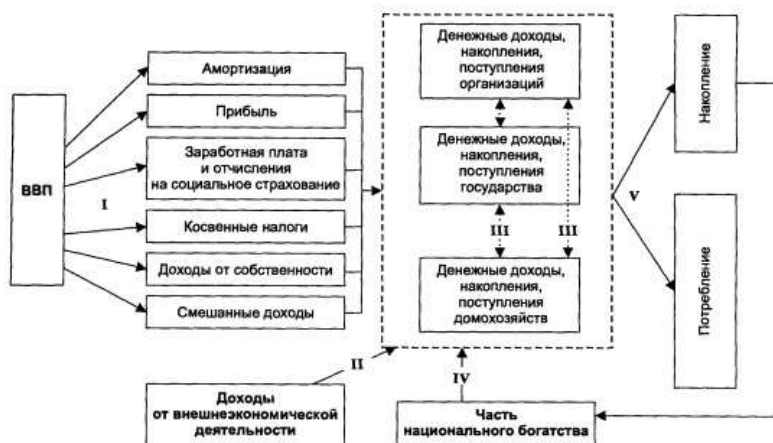 ВВП
I
Амортизация
Прибыль
Заработная плата
и отчисления
на социальное страхование
Косвенные налоги
Доходы от собственности
Смешанные доходы
Денежные доходы,
накопления,
поступления
организаций
Денежные доходы,
накопления,
поступления
государства
III
III
Денежные доходы,
накопления,
поступления
домохозяйств
V
Накопление
Потребление
II
IV
Доходы
от внешнеэкономической
деятельности
Часть
национального богатства